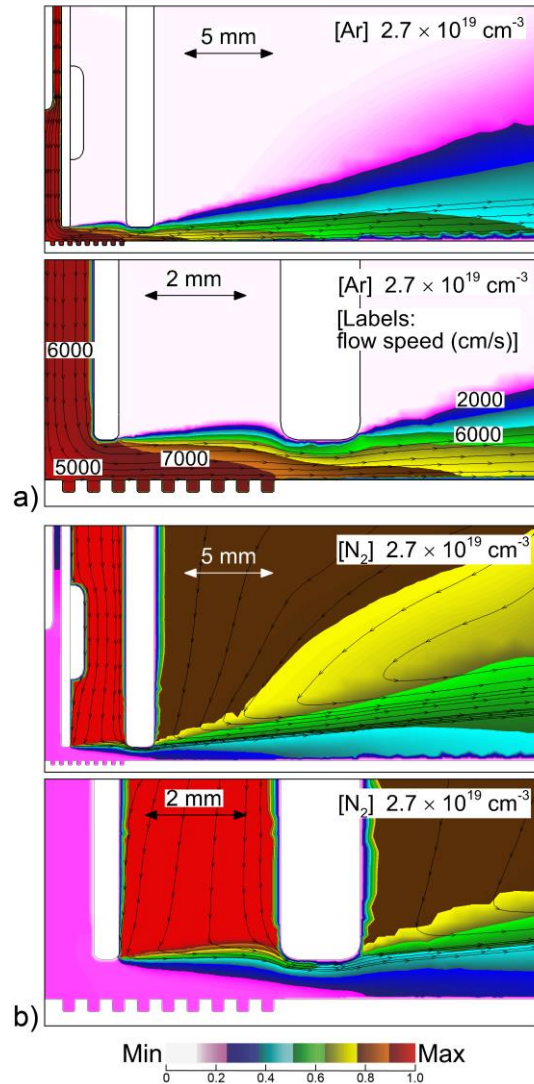 [Ar] 2.7 × 10¹⁹ cm⁻³
5 mm
2 mm
[Ar] 2.7 × 10¹⁹ cm⁻³
[Labels:
flow speed (cm/s)]
6000
2000
6000
7000
5000
a)
[N₂] 2.7 × 10¹⁹ cm⁻³
5 mm
[N₂] 2.7 × 10¹⁹ cm⁻³
2 mm
b)
Min Max
0 0.2 0.4 0.6 0.8 1.0